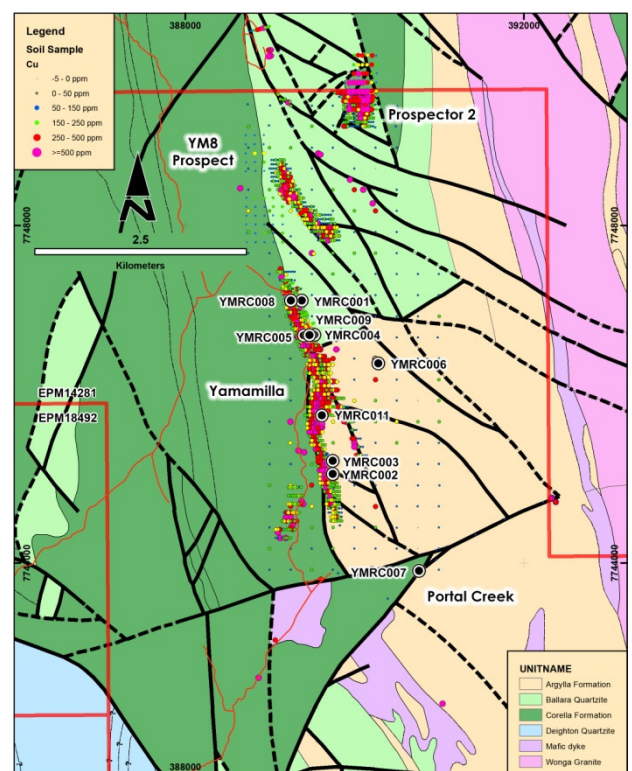 388000
392000
Legend
Soil Sample
Cu
-5 - 0 ppm
0 - 50 ppm
50 - 150 ppm
150 - 250 ppm
250 - 500 ppm
>=500 ppm
Prospector 2
YM8
Prospect
N
7748000
7748000
2.5
Kilometers
YMRC008
YMRC001
YMRC009
YMRC005
YMRC004
YMRC006
Yamamilla
EPM14281
EPM18492
YMRC011
YMRC003
YMRC002
7744000
7744000
YMRC007
Portal Creek
UNITNAME
Argylla Formation
Ballara Quartzite
Corella Formation
Deighton Quartzite
Mafic dyke
Wonga Granite
388000